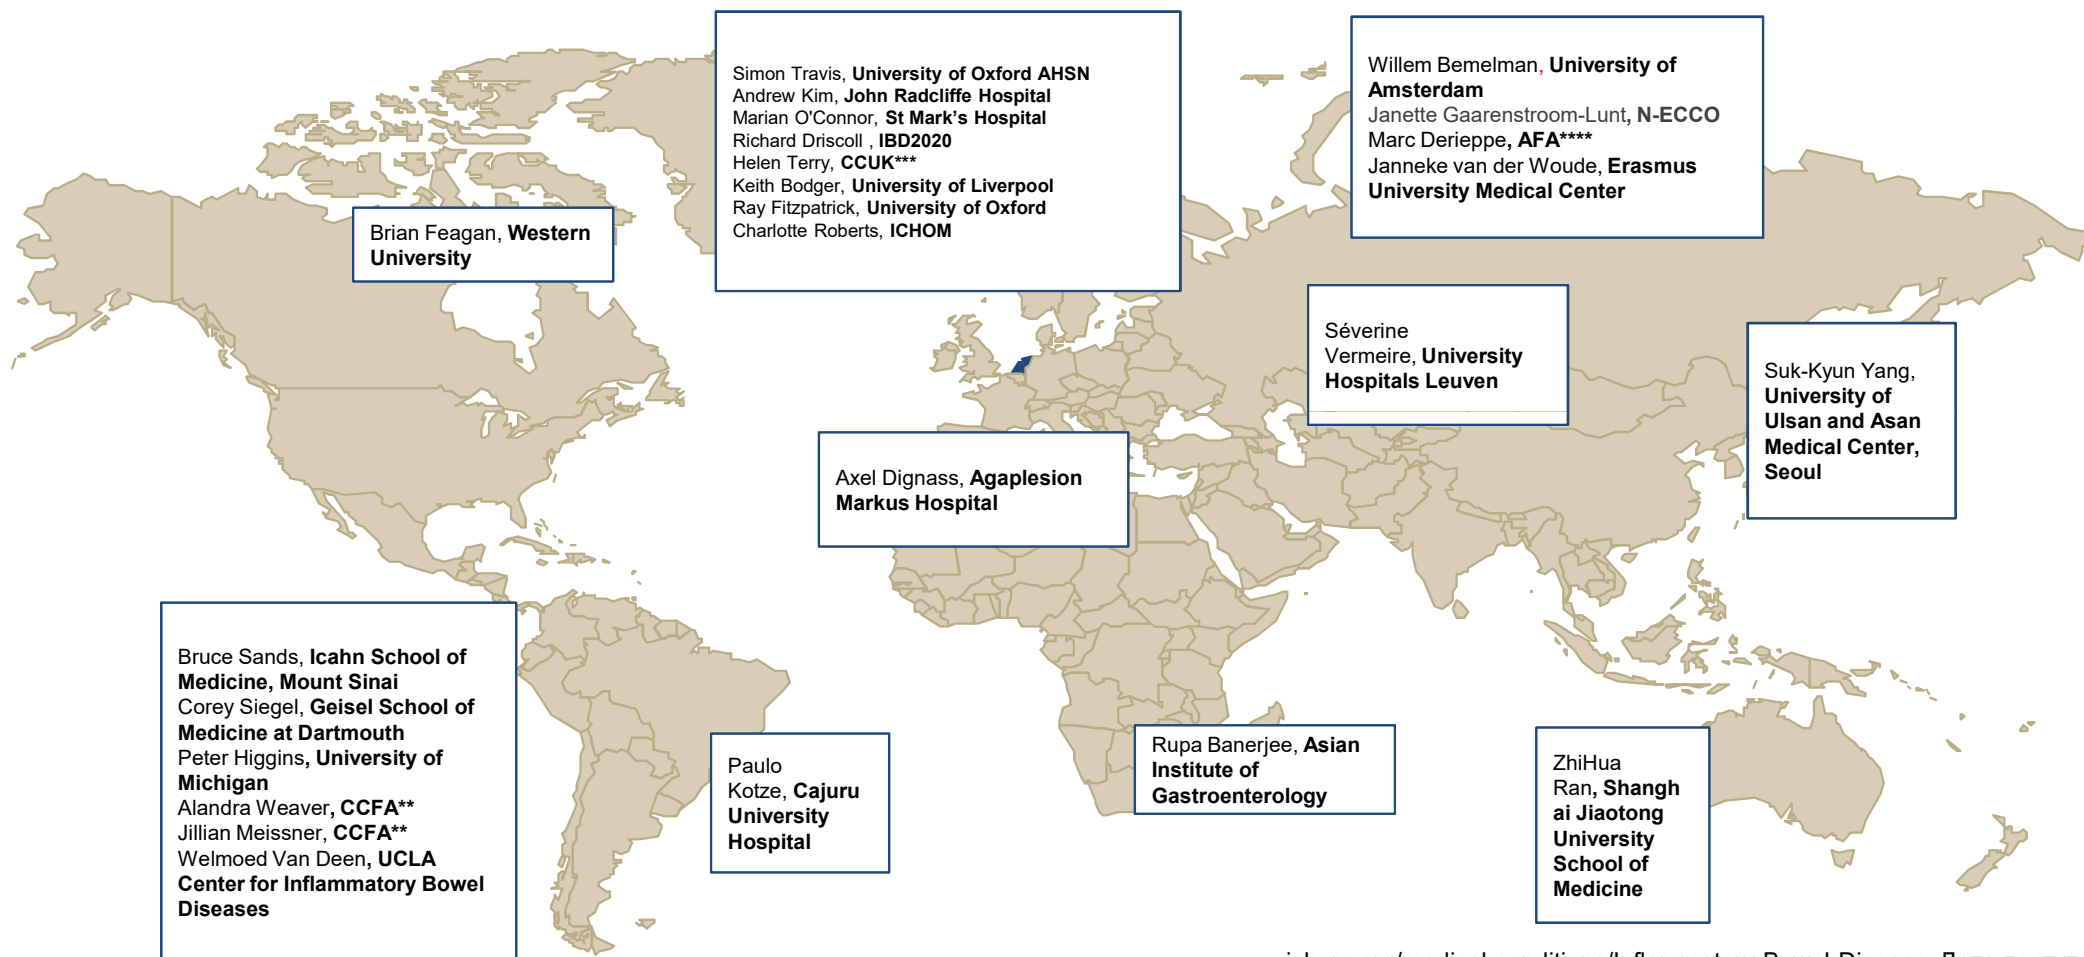 Simon Travis, University of Oxford AHSN
Andrew Kim, John Radcliffe Hospital
Marian O'Connor, St Mark’s Hospital
Richard Driscoll , IBD2020
Helen Terry, CCUK***
Keith Bodger, University of Liverpool
Ray Fitzpatrick, University of Oxford
Charlotte Roberts, ICHOM
Willem Bemelman, University of
Amsterdam
Janette Gaarenstroom-Lunt, N-ECCO
Marc Derieppe, AFA****
Janneke van der Woude, Erasmus
University Medical Center
Brian Feagan, Western
University
Séverine
Vermeire, University
Hospitals Leuven
Suk-Kyun Yang,
University of
Ulsan and Asan
Medical Center,
Seoul
Axel Dignass, Agaplesion
Markus Hospital
Bruce Sands, Icahn School of
Medicine, Mount Sinai
Corey Siegel, Geisel School of
Medicine at Dartmouth
Peter Higgins, University of
Michigan
Alandra Weaver, CCFA**
Jillian Meissner, CCFA**
Welmoed Van Deen, UCLA
Center for Inflammatory Bowel
Diseases
Paulo
Kotze, Cajuru
University
Hospital
Rupa Banerjee, Asian
Institute of
Gastroenterology
ZhiHua
Ran, Shangh
ai Jiaotong
University
School of
Medicine